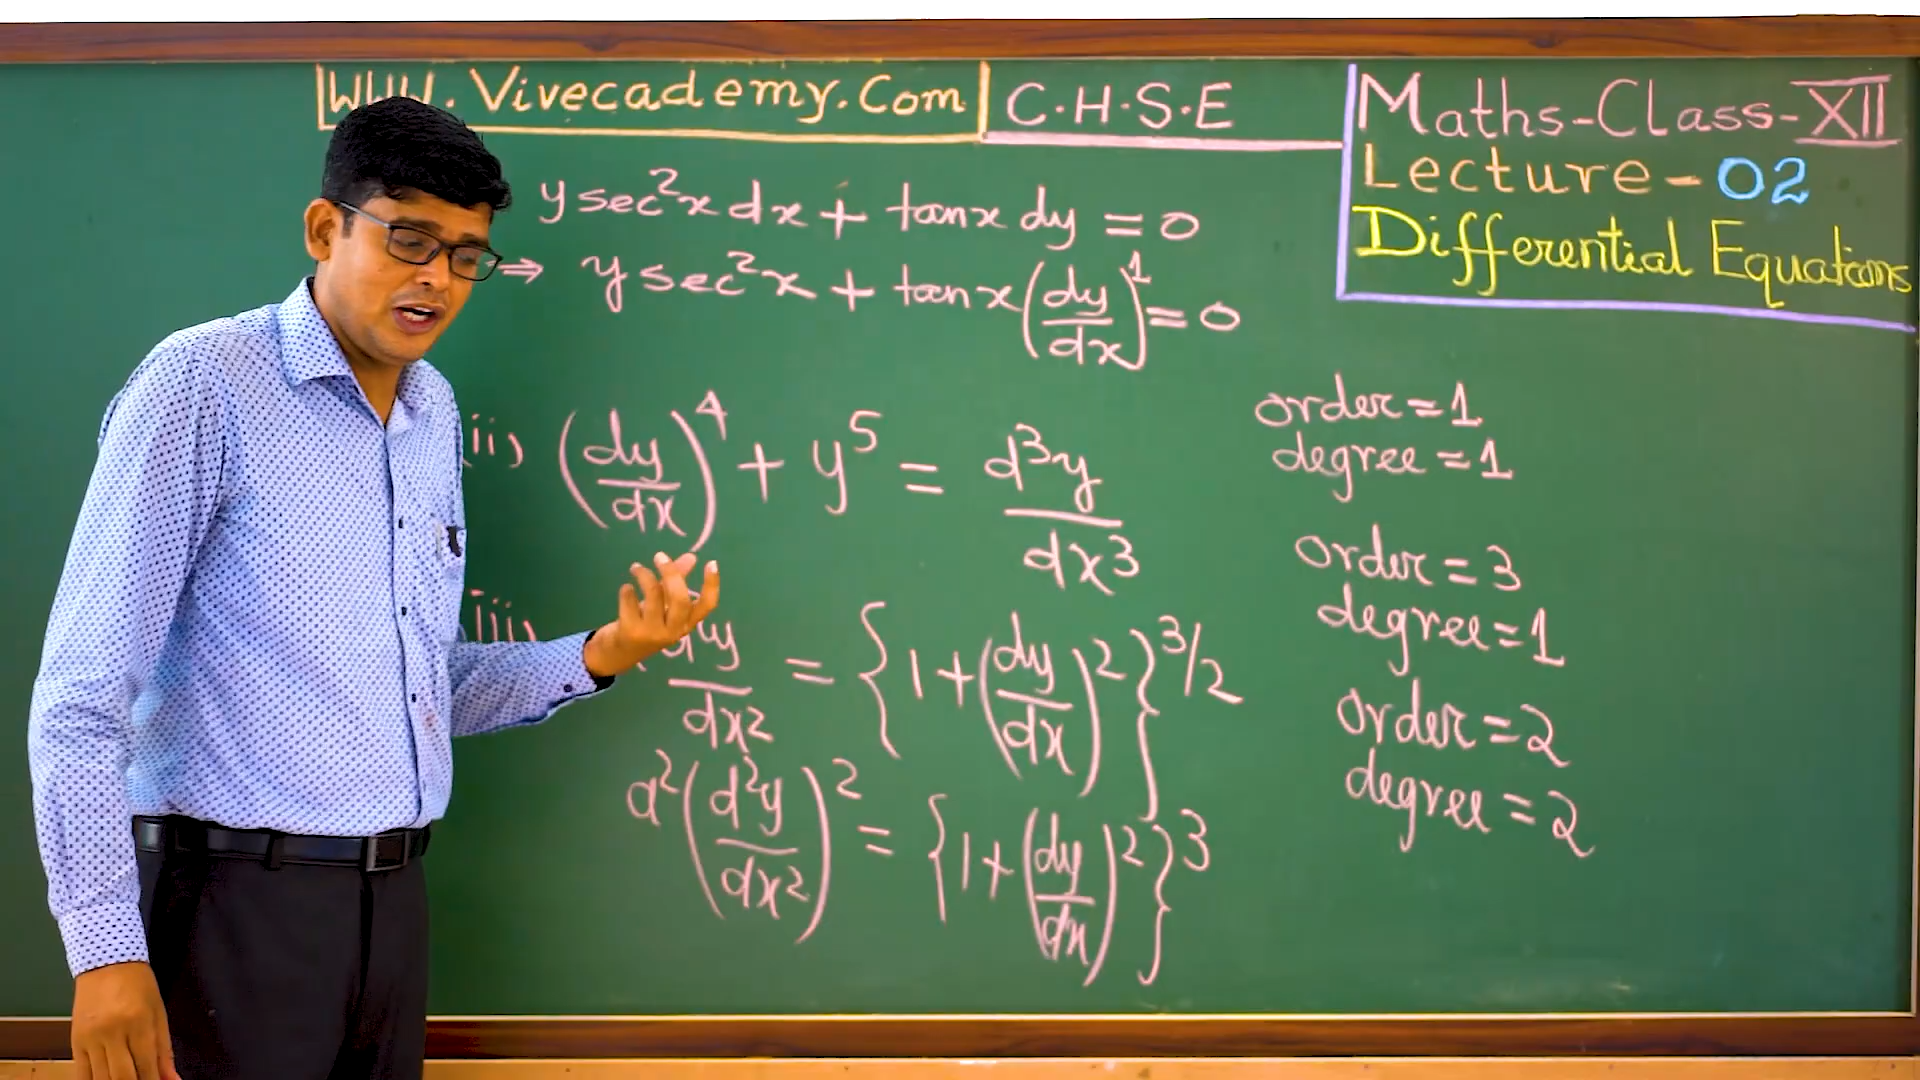 WWW.Vivecademy.Com
C.H.S.E
Maths-Class-XII
Lecture-02
Differential Equations
y sec²x dx + tanx dy = 0
⇒ y sec²x + tanx (dy/dx)¹ = 0
order = 1
degree = 1
ii) (dy/dx)⁴ + y⁵ = d³y/dx³
order = 3
degree = 1
iii) dx² = {1+(dy/dx)²}^3/2
order = 2
degree = 2
a²(d²y/dx²)² = {1+(dy/dx)²}³